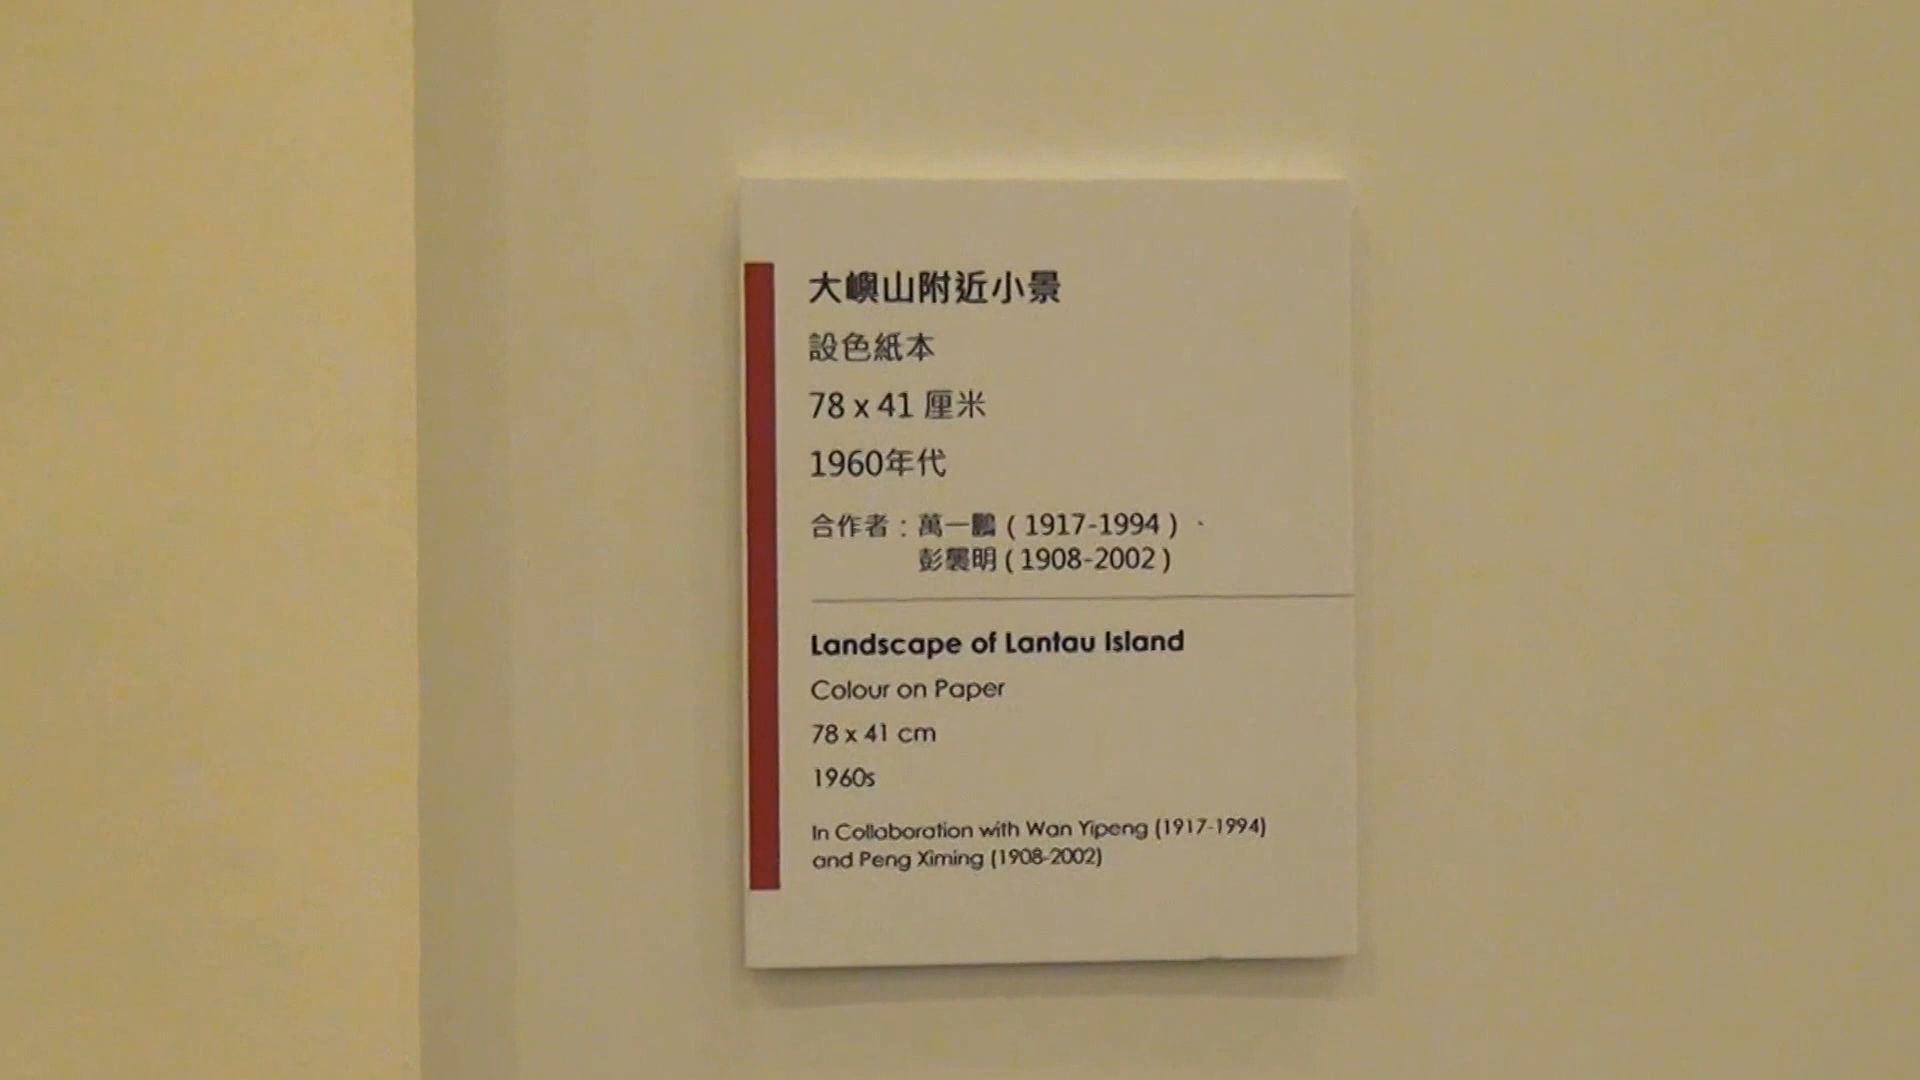 大嶼山附近小景
設色紙本
78 x 41 厘米
1960年代
合作者：萬一鵬 ( 1917-1994 ) 、
彭襲明 ( 1908-2002 )
Landscape of Lantau Island
Colour on Paper
78 x 41 cm
1960s
In Collaboration with Wan Yipeng (1917-1994)
and Peng Ximing (1908-2002)